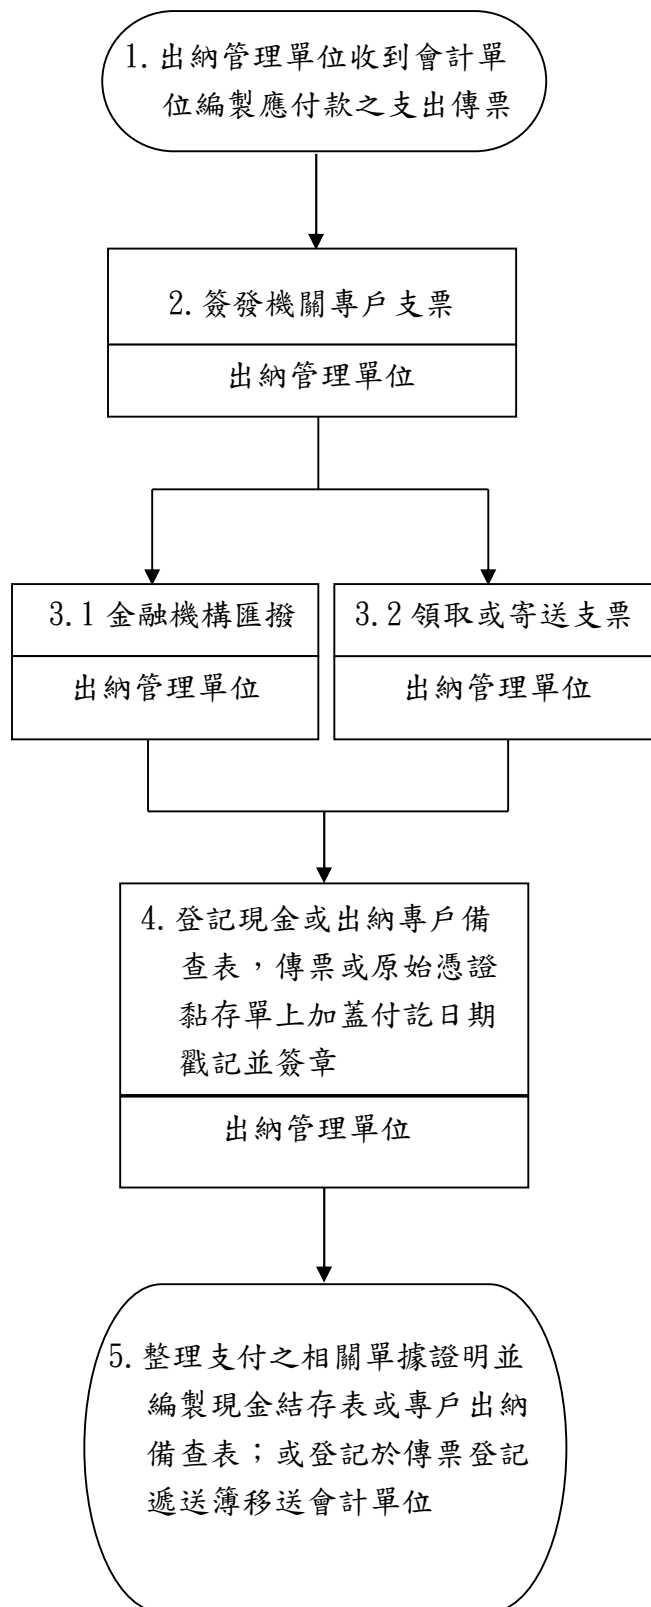 1. 出納管理單位收到會計單
位編製應付款之支出傳票
2. 簽發機關專戶支票
出納管理單位
3.1 金融機構匯撥
出納管理單位
3.2 領取或寄送支票
出納管理單位
4. 登記現金或出納專戶備
查表，傳票或原始憑證
黏存單上加蓋付訖日期
戳記並簽章
出納管理單位
5. 整理支付之相關單據證明並
編製現金結存表或專戶出納
備查表；或登記於傳票登記
遞送簿移送會計單位